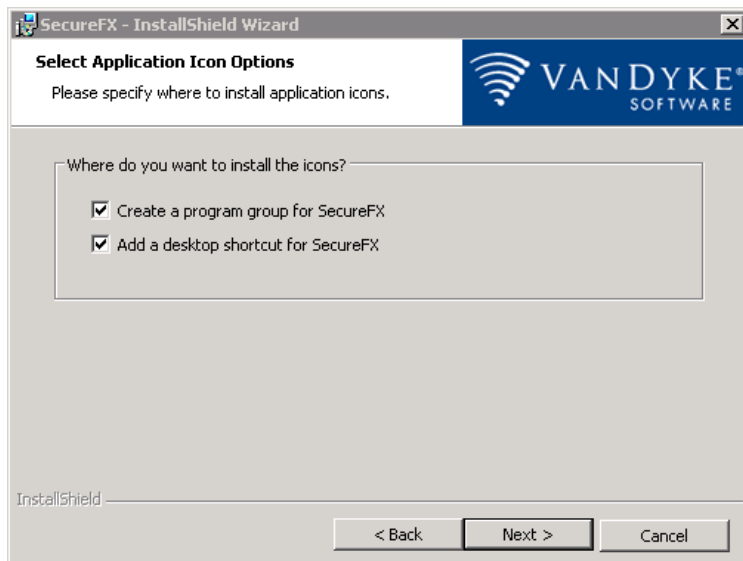 SecureFX - InstallShield Wizard
Select Application Icon Options
Please specify where to install application icons.
VANDYKE®
SOFTWARE
Where do you want to install the icons?
Create a program group for SecureFX
Add a desktop shortcut for SecureFX
InstallShield
< Back
Next >
Cancel